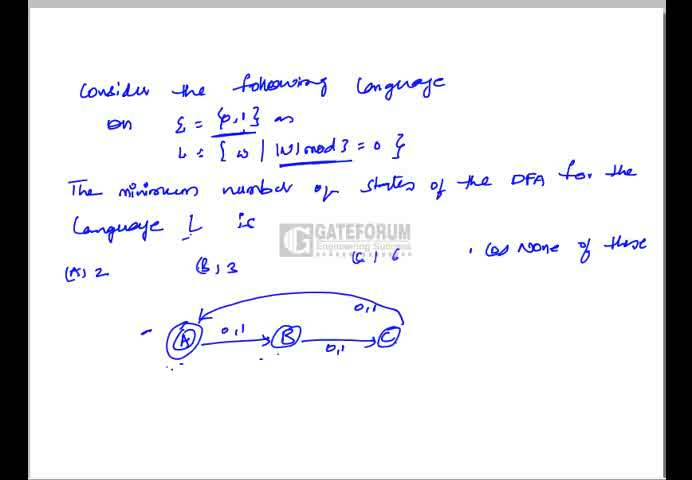 Consider the following language
on Σ = {0,1} as
L = { w | |w| mod 3 = 0 }
The minimum number of states of the DFA for the
language L is
GATEFORUM
Engineering Success
(A) 2 (B) 3 (C) 6 (D) None of these
0,1
A 0,1 B 0,1 C